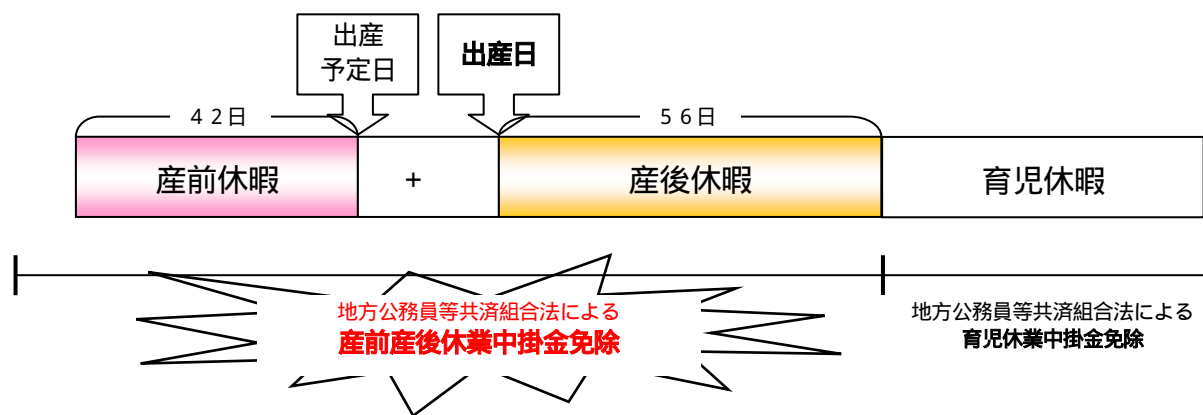 出産
予定日
出産日
４２日
５６日
産前休暇
+
産後休暇
育児休暇
地方公務員等共済組合法による
産前産後休業中掛金免除
地方公務員等共済組合法による
育児休業中掛金免除